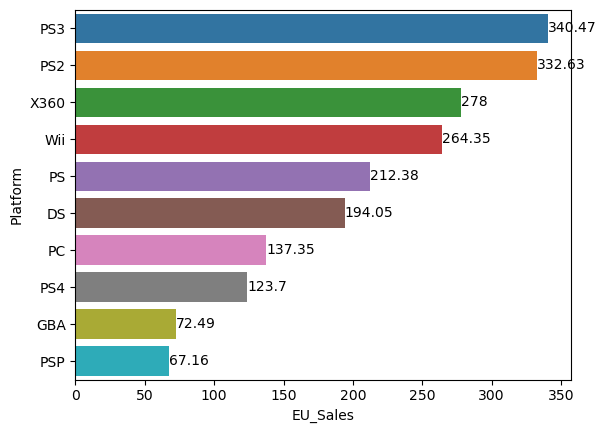 PS3 340.47
PS2 332.63
X360 278
Wii 264.35
PS 212.38
DS 194.05
PC 137.35
PS4 123.7
GBA 72.49
PSP 67.16
Platform
0 50 100 150 200 250 300 350
EU_Sales